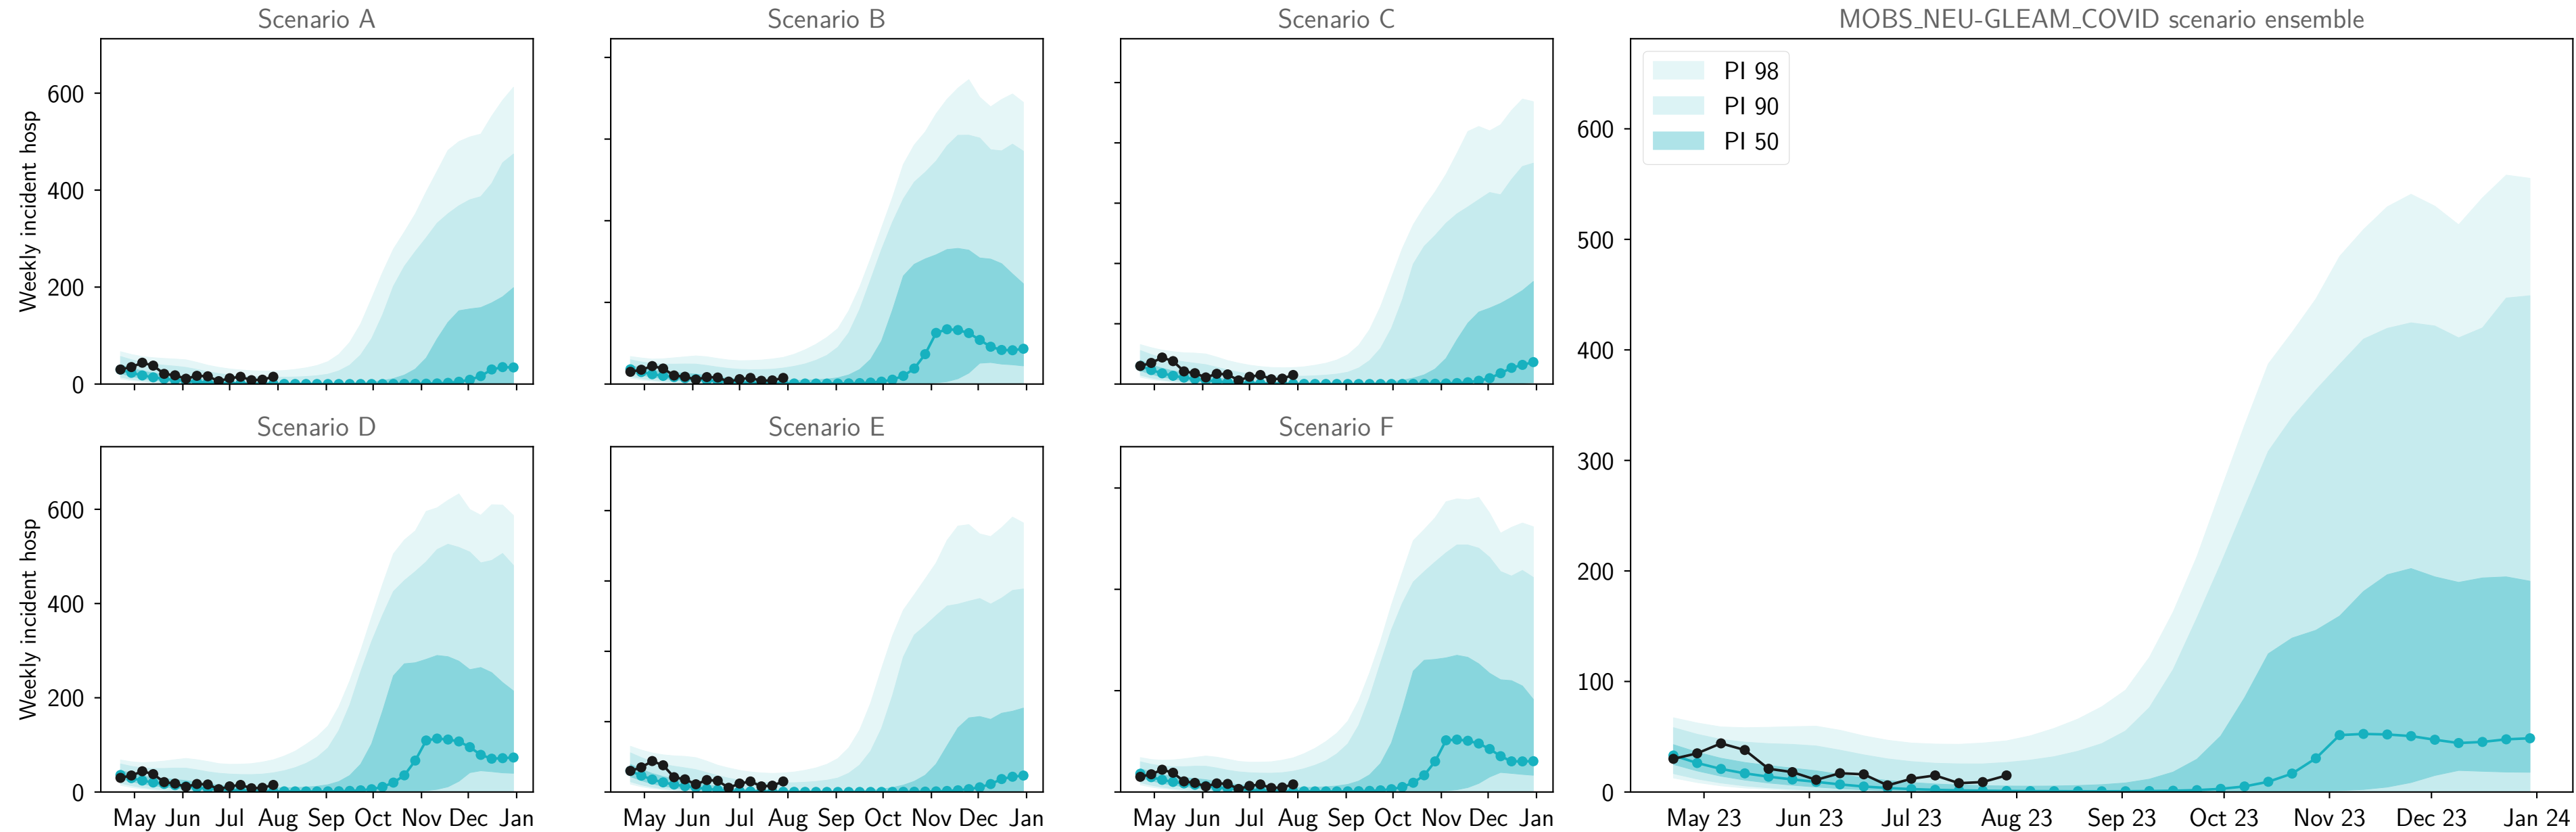 Scenario A
Scenario B
Scenario C
MOBS_NEU-GLEAM_COVID scenario ensemble
Weekly incident hosp
600
400
200
0
PI 98
PI 90
PI 50
Scenario D
Scenario E
Scenario F
Weekly incident hosp
600
400
200
0
May Jun Jul Aug Sep Oct Nov Dec Jan
May Jun Jul Aug Sep Oct Nov Dec Jan
May Jun Jul Aug Sep Oct Nov Dec Jan
600
500
400
300
200
100
0
May 23 Jun 23 Jul 23 Aug 23 Sep 23 Oct 23 Nov 23 Dec 23 Jan 24